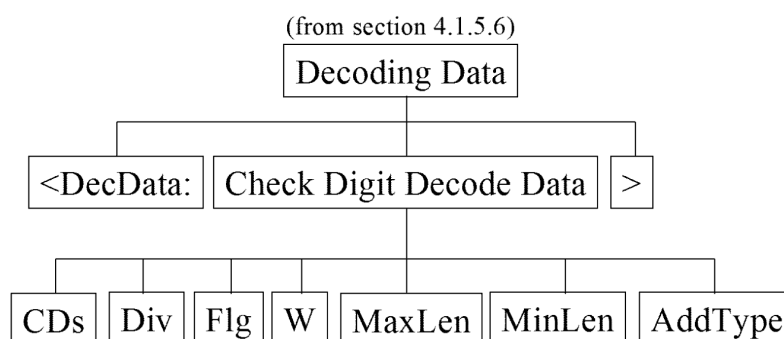 (from section 4.1.5.6)
Decoding Data
<DecData: Check Digit Decode Data >
CDs Div Flg W MaxLen MinLen AddType